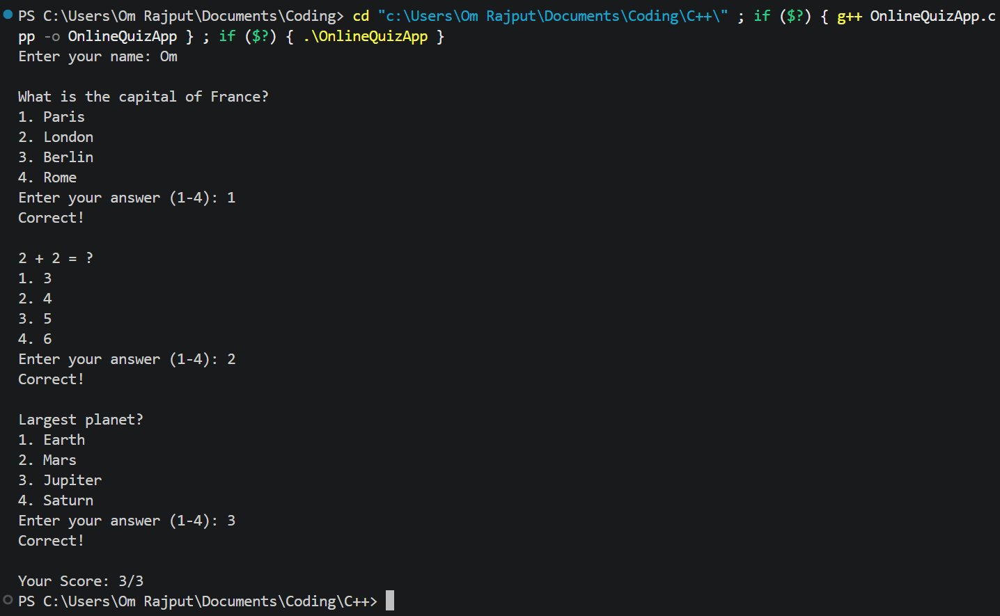 PS C:\Users\Om Rajput\Documents\Coding> cd "c:\Users\Om Rajput\Documents\Coding\C++\" ; if ($?) { g++ OnlineQuizApp.c
pp -o OnlineQuizApp } ; if ($?) { .\OnlineQuizApp }
Enter your name: Om
What is the capital of France?
1. Paris
2. London
3. Berlin
4. Rome
Enter your answer (1-4): 1
Correct!
2 + 2 = ?
1. 3
2. 4
3. 5
4. 6
Enter your answer (1-4): 2
Correct!
Largest planet?
1. Earth
2. Mars
3. Jupiter
4. Saturn
Enter your answer (1-4): 3
Correct!
Your Score: 3/3
PS C:\Users\Om Rajput\Documents\Coding\C++>